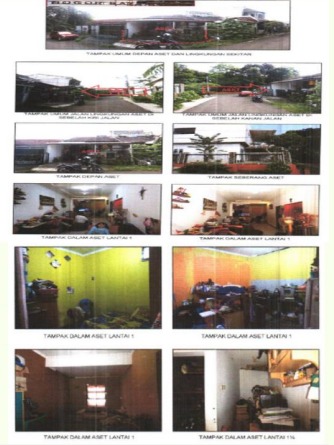 TAMPAK UMUM DEPAN ASET DAN LINGKUNGAN SEKITAR
TAMPAK UMUM JALAN LINGKUNGAN ASET DI
SEBELAH KIRI JALAN
TAMPAK UMUM JALAN LINGKUNGAN ASET DI
SEBELAH KANAN JALAN
TAMPAK DEPAN ASET
TAMPAK SEBERANG ASET
TAMPAK DALAM ASET LANTAI 1
TAMPAK DALAM ASET LANTAI 1
TAMPAK DALAM ASET LANTAI 1
TAMPAK DALAM ASET LANTAI 1
TAMPAK DALAM ASET LANTAI 1
TAMPAK DALAM ASET LANTAI 1½